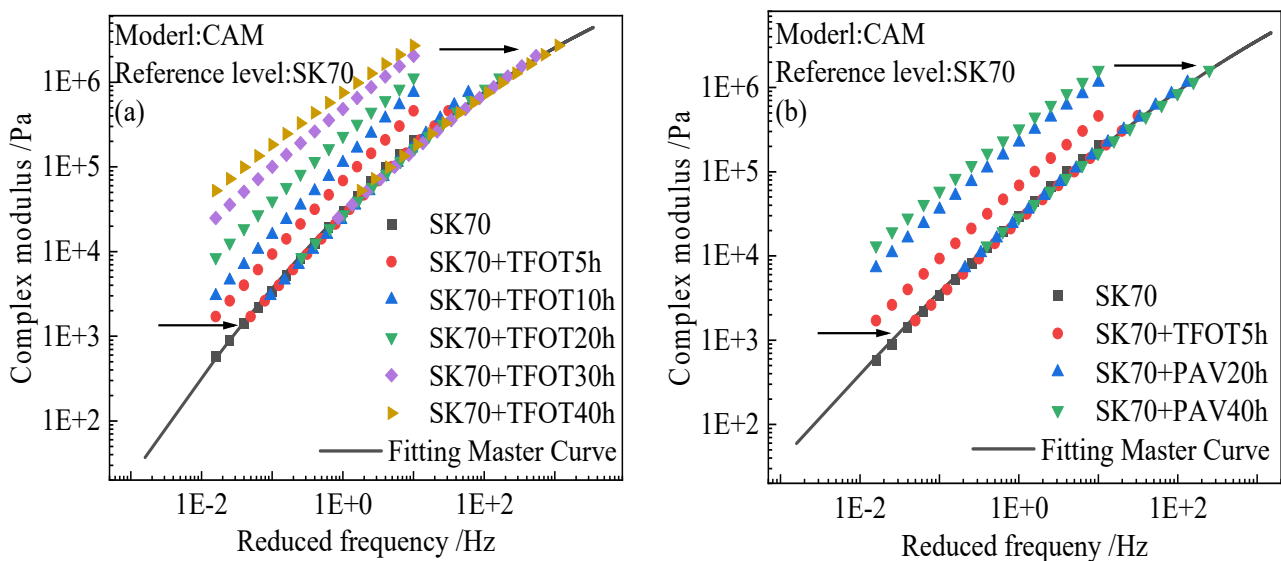 Moderl:CAM
Reference level:SK70
(a)
1E+6
1E+5
1E+4
1E+3
1E+2
Complex modulus /Pa
SK70
SK70+TFOT5h
SK70+TFOT10h
SK70+TFOT20h
SK70+TFOT30h
SK70+TFOT40h
Fitting Master Curve
1E-2
1E+0
1E+2
Reduced frequency /Hz
Moderl:CAM
Reference level:SK70
(b)
1E+6
1E+5
1E+4
1E+3
1E+2
Complex modulus /Pa
SK70
SK70+TFOT5h
SK70+PAV20h
SK70+PAV40h
Fitting Master Curve
1E-2
1E+0
1E+2
Reduced frequeny /Hz